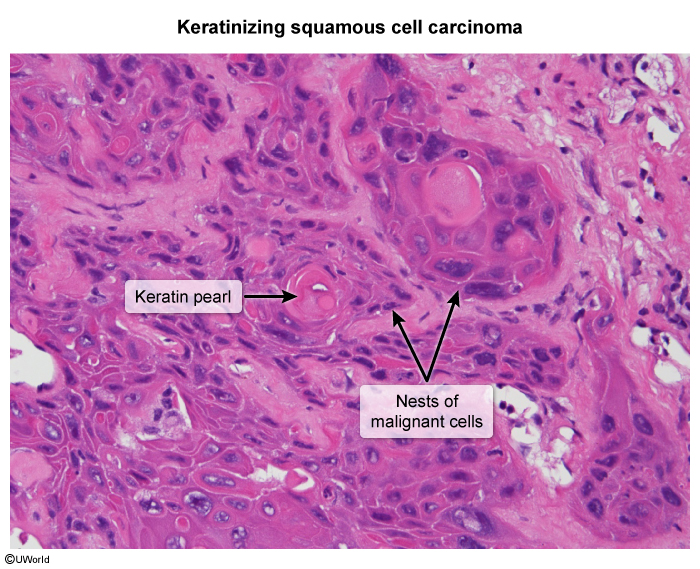 Keratinizing squamous cell carcinoma
Keratin pearl
Nests of
malignant cells
©UWorld